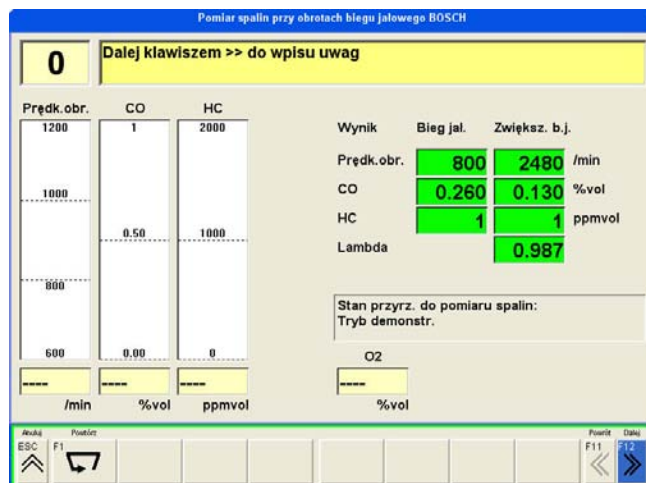 Pomiar spalin przy obrotach biegu jałowego BOSCH
0
Dalej klawiszem >> do wpisu uwag
Prędk.obr. CO HC
1200 1 2000
1000
0.50 1000
800
600 0.00 0
---- ---- ----
/min %vol ppmvol
Wynik Bieg jał. Zwiększ. b.j.
Prędk.obr. 800 2480 /min
CO 0.260 0.130 %vol
HC 1 1 ppmvol
Lambda 0.987
Stan przyrz. do pomiaru spalin:
Tryb demonstr.
O2
----
%vol
Anuluj Powtórz Powrót Dalej
ESC F1 F11 F12